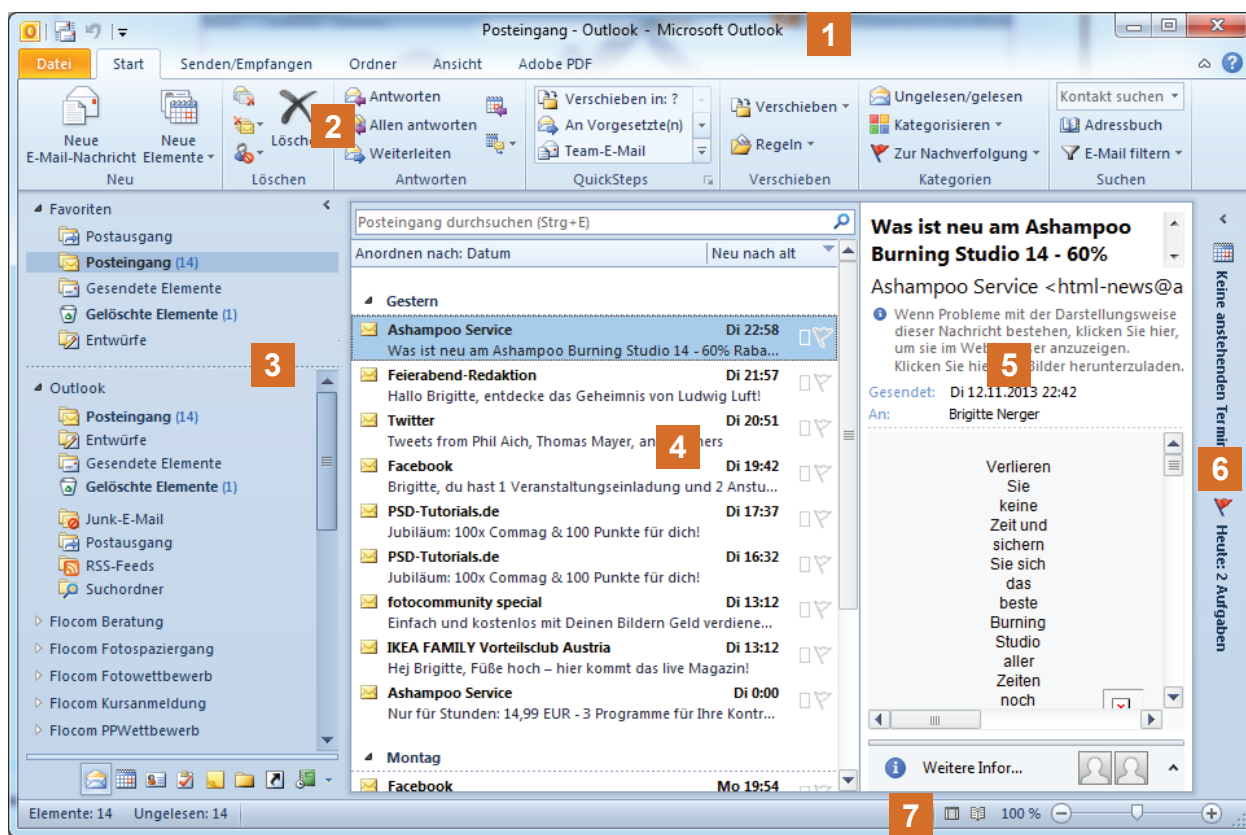 Posteingang - Outlook - Microsoft Outlook
1
Datei Start Senden/Empfangen Ordner Ansicht Adobe PDF
Neue
E-Mail-Nachricht
Neue
Elemente
Neu
Lösche
2
Löschen
Antworten
Allen antworten
Weiterleiten
Antworten
Verschieben in: ?
An Vorgesetzte(n)
Team-E-Mail
QuickSteps
Verschieben
Regeln
Verschieben
Ungelesen/gelesen
Kategorisieren
Zur Nachverfolgung
Kategorien
Kontakt suchen
Adressbuch
E-Mail filtern
Suchen
Favoriten
Postausgang
Posteingang (14)
Gesendete Elemente
Gelöschte Elemente (1)
Entwürfe
3
Outlook
Posteingang (14)
Entwürfe
Gesendete Elemente
Gelöschte Elemente (1)
Junk-E-Mail
Postausgang
RSS-Feeds
Suchordner
Flocom Beratung
Flocom Fotospaziergang
Flocom Fotowettbewerb
Flocom Kursanmeldung
Flocom PPWettbewerb
Posteingang durchsuchen (Strg+E)
Anordnen nach: Datum Neu nach alt
Gestern
Ashampoo Service Di 22:58
Was ist neu am Ashampoo Burning Studio 14 - 60% Raba...
Feierabend-Redaktion Di 21:57
Hallo Brigitte, entdecke das Geheimnis von Ludwig Luft!
Twitter Di 20:51
Tweets from Phil Aich, Thomas Mayer, an ners
4
Facebook Di 19:42
Brigitte, du hast 1 Veranstaltungseinladung und 2 Anstu...
PSD-Tutorials.de Di 17:37
Jubiläum: 100x Commag & 100 Punkte für dich!
PSD-Tutorials.de Di 16:32
Jubiläum: 100x Commag & 100 Punkte für dich!
fotocommunity special Di 13:12
Einfach und kostenlos mit Deinen Bildern Geld verdiene...
IKEA FAMILY Vorteilsclub Austria Di 13:12
Hej Brigitte, Füße hoch – hier kommt das live Magazin!
Ashampoo Service Di 0:00
Nur für Stunden: 14,99 EUR - 3 Programme für Ihre Kontr...
Montag
Facebook Mo 19:54
Was ist neu am Ashampoo
Burning Studio 14 - 60%
Ashampoo Service <html-news@a
Wenn Probleme mit der Darstellungsweise
dieser Nachricht bestehen, klicken Sie hier,
um sie im Web ser anzuzeigen.
Klicken Sie hie Bilder herunterzuladen.
5
Gesendet: Di 12.11.2013 22:42
An: Brigitte Nerger
Verlieren
Sie
keine
Zeit und
sichern
Sie sich
das
beste
Burning
Studio
aller
Zeiten
noch
Weitere Infor...
Keine anstehenden Termin
6
Heute: 2 Aufgaben
Elemente: 14 Ungelesen: 14
7
100 %